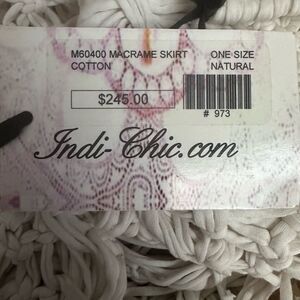 M60400 MACRAME SKIRT ONE SIZE
COTTON NATURAL
$245.00
# 973
Indi-Chic.com